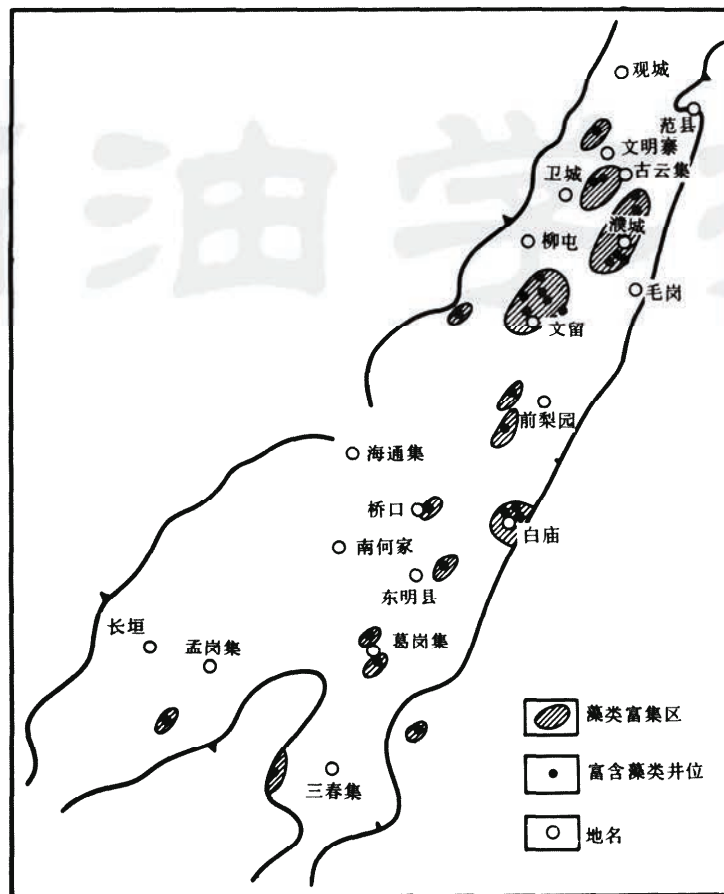 观城
范县
文明寨
古云集
卫城
濮城
柳屯
毛岗
文留
前梨园
海通集
桥口
白庙
南何家
东明县
长垣
孟岗集
葛岗集
三春集
藻类富集区
富含藻类井位
地名
油学